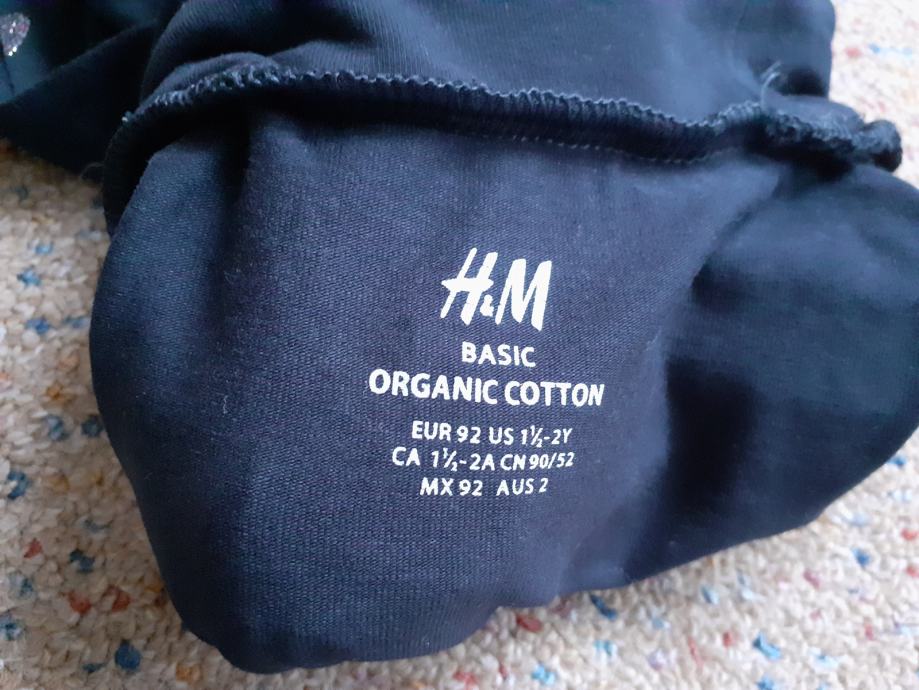 H&M
BASIC
ORGANIC COTTON
EUR 92 US 1½-2Y
CA 1½-2A CN 90/52
MX 92 AUS 2